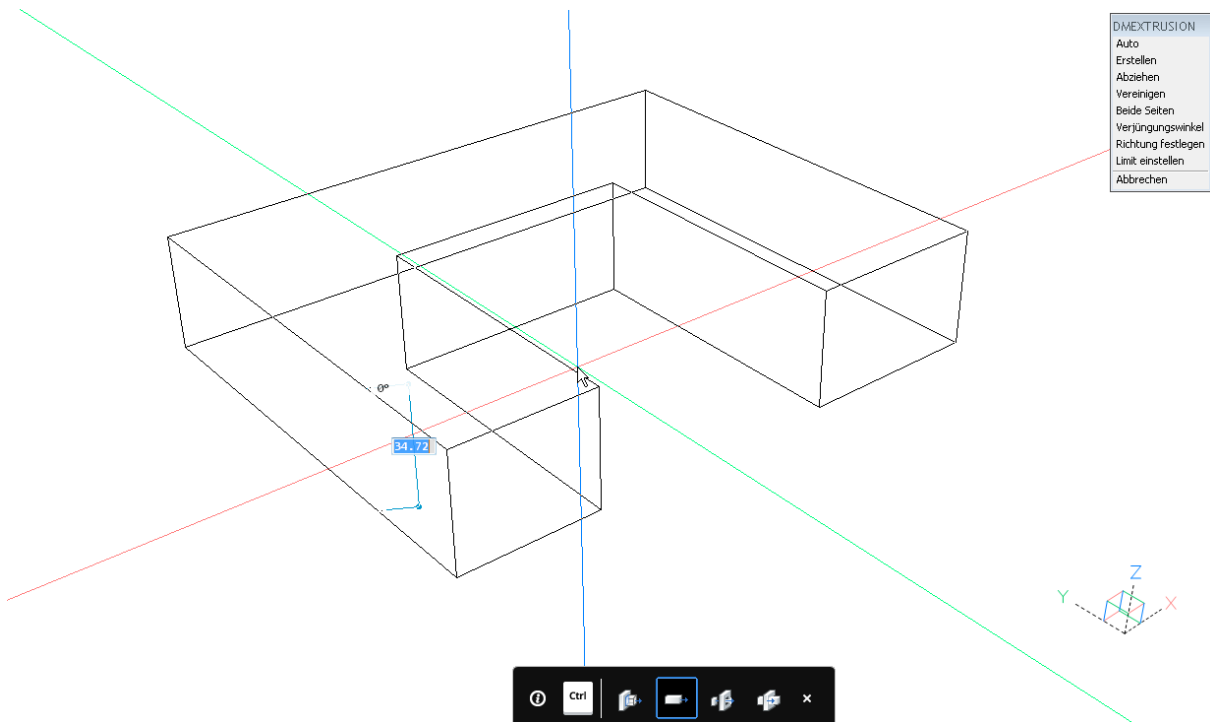 DMEXTRUSION
Auto
Erstellen
Abziehen
Vereinigen
Beide Seiten
Verjüngungswinkel
Richtung festlegen
Limit einstellen
Abbrechen
0°
34.72
Z
Y
X
Ctrl